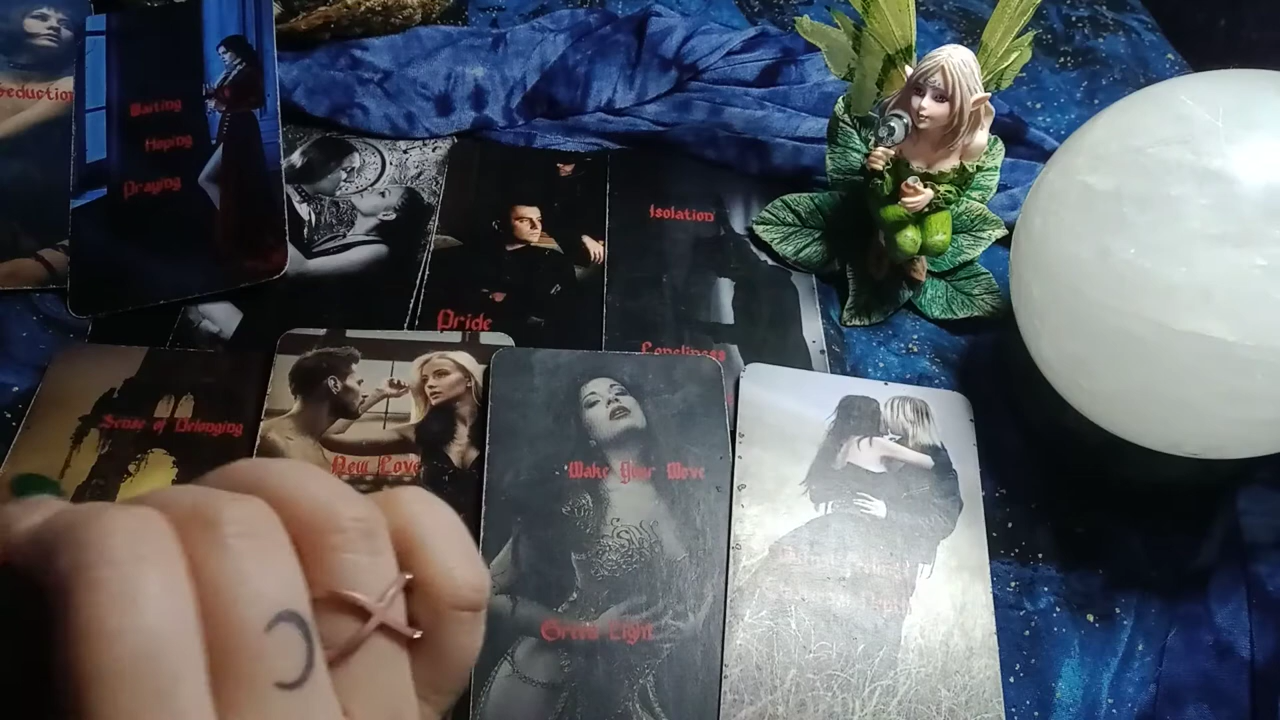 Seduction
Waiting
Hoping
Praying
Isolation
Pride
Loneliness
Sense of Belonging
New Love
Make Your Move
Green Light